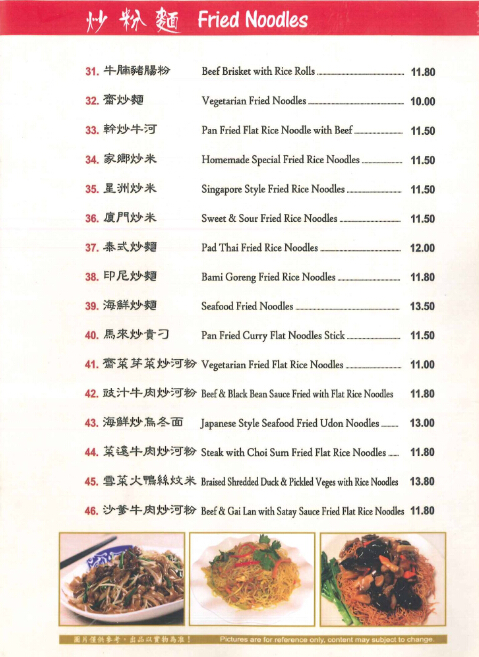 炒粉麵 Fried Noodles
31. 牛腩豬腸粉 Beef Brisket with Rice Rolls 11.80
32. 齋炒麵 Vegetarian Fried Noodles 10.00
33. 幹炒牛河 Pan Fried Flat Rice Noodle with Beef 11.50
34. 家鄉炒米 Homemade Special Fried Rice Noodles 11.50
35. 星洲炒米 Singapore Style Fried Rice Noodles 11.50
36. 廈門炒米 Sweet & Sour Fried Rice Noodles 11.50
37. 泰式炒麵 Pad Thai Fried Rice Noodles 12.00
38. 印尼炒麵 Bami Goreng Fried Rice Noodles 11.80
39. 海鮮炒麵 Seafood Fried Noodles 13.50
40. 馬來炒貴刁 Pan Fried Curry Flat Noodles Stick 11.50
41. 齋菜芽菜炒河粉 Vegetarian Fried Flat Rice Noodles 11.00
42. 豉汁牛肉炒河粉 Beef & Black Bean Sauce Fried with Flat Rice Noodles 11.80
43. 海鮮炒烏冬面 Japanese Style Seafood Fried Udon Noodles 13.00
44. 菜遠牛肉炒河粉 Steak with Choi Sum Fried Flat Rice Noodles 11.80
45. 雪菜火鴨絲炆米 Braised Shredded Duck & Pickled Veges with Rice Noodles 13.80
46. 沙爹牛肉炒河粉 Beef & Gai Lan with Satay Sauce Fried Flat Rice Noodles 11.80
圖片僅供參考，出品以實物為准！ Pictures are for reference only, content may subject to change.